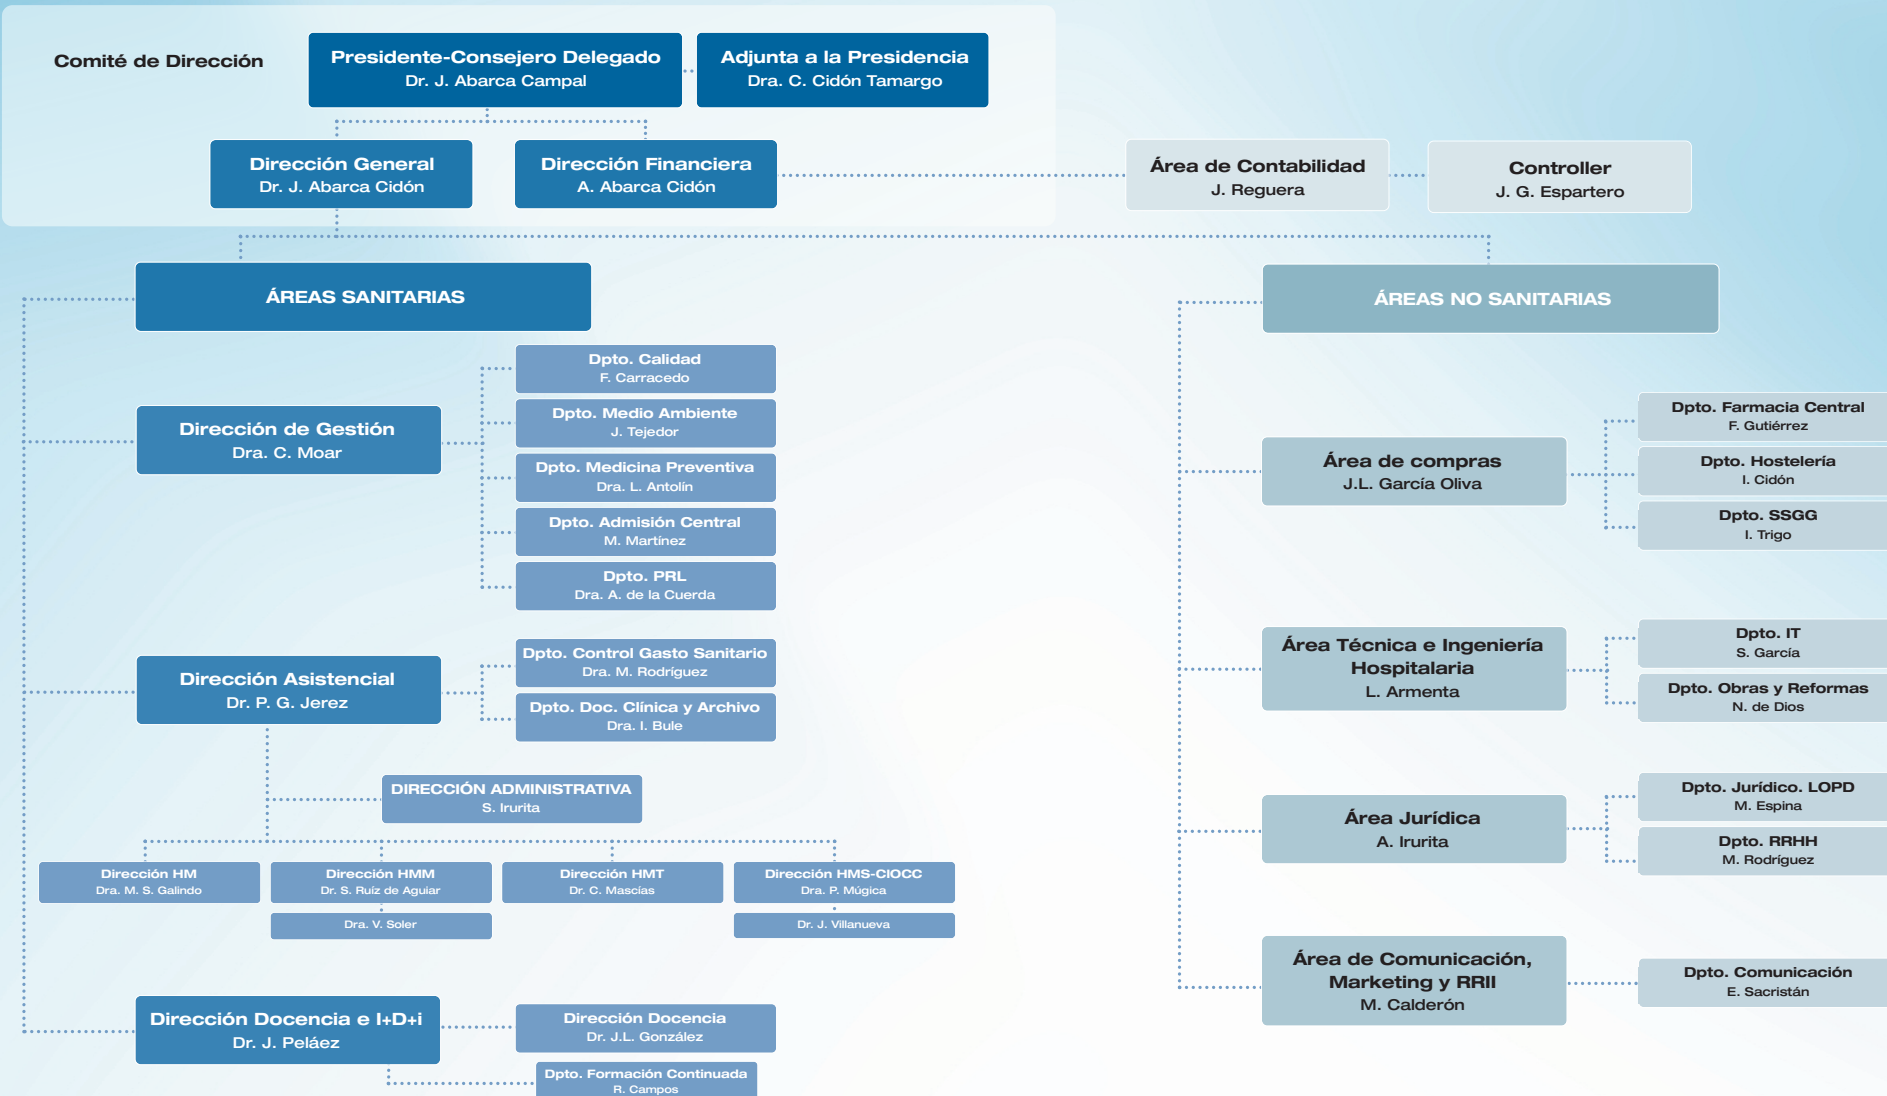 Comité de Dirección
Presidente-Consejero Delegado
Dr. J. Abarca Campal
Adjunta a la Presidencia
Dra. C. Cidón Tamargo
Dirección General
Dr. J. Abarca Cidón
Dirección Financiera
A. Abarca Cidón
Área de Contabilidad
J. Reguera
Controller
J. G. Espartero
ÁREAS SANITARIAS
Dirección de Gestión
Dra. C. Moar
Dpto. Calidad
F. Carracedo
Dpto. Medio Ambiente
J. Tejedor
Dpto. Medicina Preventiva
Dra. L. Antolín
Dpto. Admisión Central
M. Martínez
Dpto. PRL
Dra. A. de la Cuerda
Dirección Asistencial
Dr. P. G. Jerez
Dpto. Control Gasto Sanitario
Dra. M. Rodríguez
Dpto. Doc. Clínica y Archivo
Dra. I. Bule
DIRECCIÓN ADMINISTRATIVA
S. Irurita
Dirección HM
Dra. M. S. Galindo
Dirección HMM
Dr. S. Ruíz de Aguiar
Dra. V. Soler
Dirección HMT
Dr. C. Mascías
Dirección HMS-CIOCC
Dra. P. Múgica
Dr. J. Villanueva
Dirección Docencia e I+D+i
Dr. J. Peláez
Dirección Docencia
Dr. J.L. González
Dpto. Formación Continuada
R. Campos
ÁREAS NO SANITARIAS
Área de compras
J.L. García Oliva
Dpto. Farmacia Central
F. Gutiérrez
Dpto. Hostelería
I. Cidón
Dpto. SSGG
I. Trigo
Área Técnica e Ingeniería
Hospitalaria
L. Armenta
Dpto. IT
S. García
Dpto. Obras y Reformas
N. de Dios
Área Jurídica
A. Irurita
Dpto. Jurídico. LOPD
M. Espina
Dpto. RRHH
M. Rodríguez
Área de Comunicación,
Marketing y RRII
M. Calderón
Dpto. Comunicación
E. Sacristán